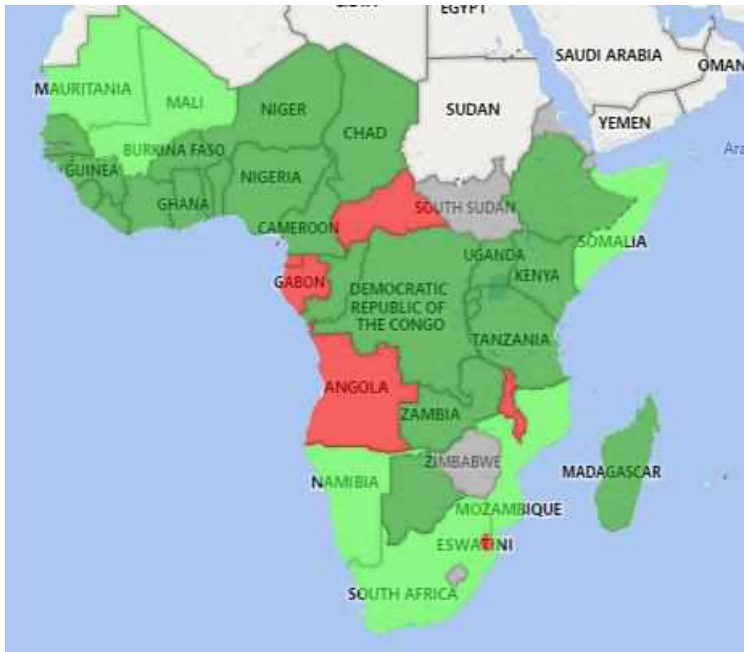 EGYPT
SAUDI ARABIA
OMAN
MAURITANIA
MALI
NIGER
CHAD
SUDAN
YEMEN
BURKINA FASO
GUINEA
NIGERIA
GHANA
CAMEROON
SOUTH SUDAN
SOMALIA
UGANDA
KENYA
GABON
DEMOCRATIC
REPUBLIC OF
THE CONGO
TANZANIA
ANGOLA
ZAMBIA
ZIMBABWE
NAMIBIA
MADAGASCAR
MOZAMBIQUE
ESWATINI
SOUTH AFRICA